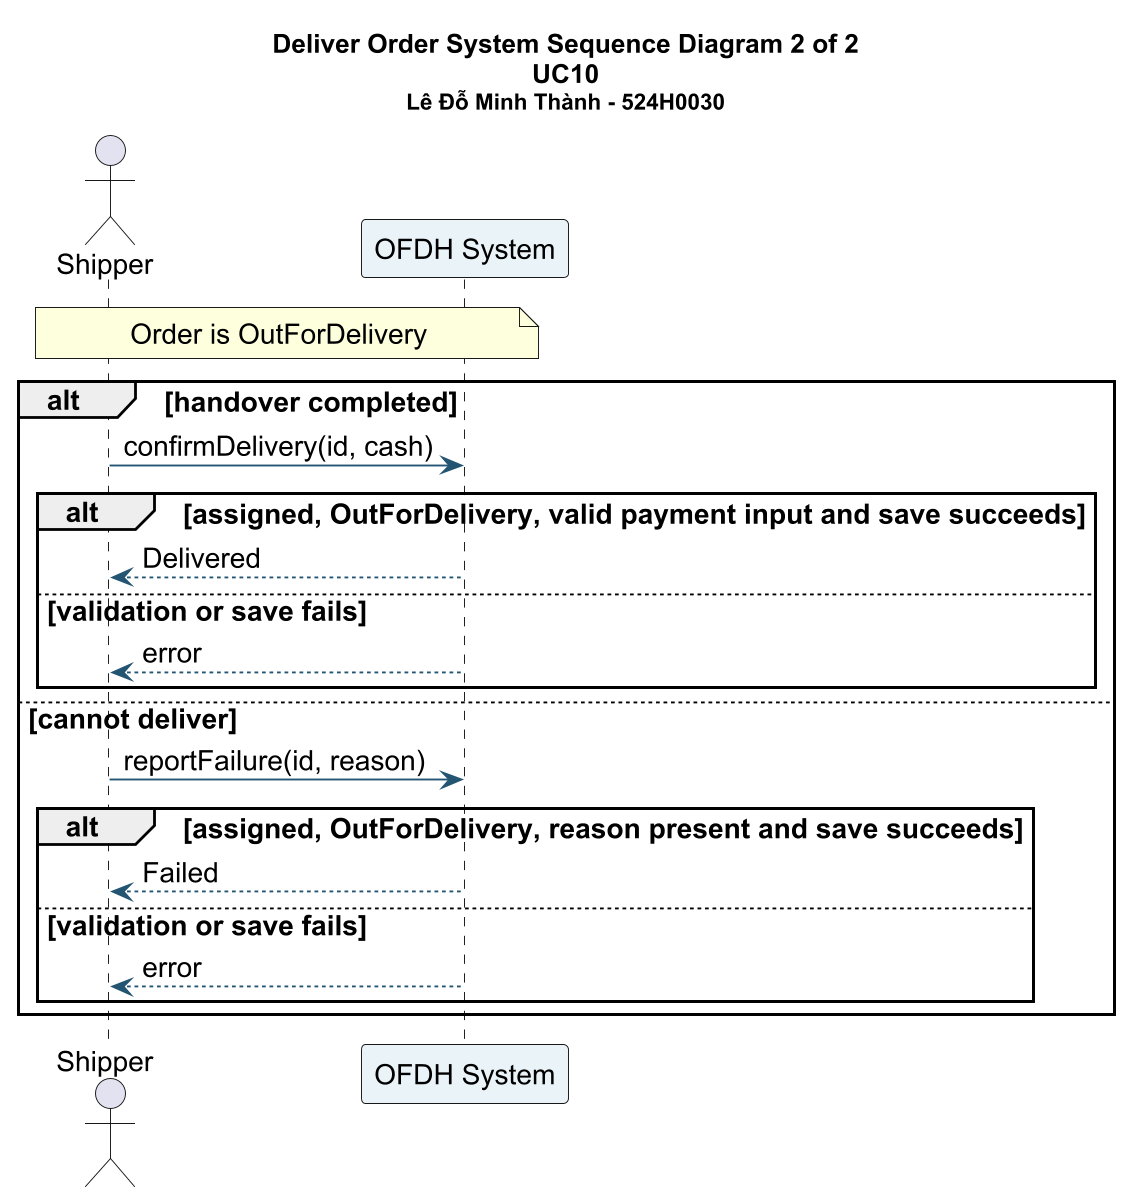 Deliver Order System Sequence Diagram 2 of 2
UC10
Lê Đỗ Minh Thành - 524H0030
Shipper
OFDH System
Order is OutForDelivery
alt [handover completed]
confirmDelivery(id, cash)
alt [assigned, OutForDelivery, valid payment input and save succeeds]
Delivered
[validation or save fails]
error
[cannot deliver]
reportFailure(id, reason)
alt [assigned, OutForDelivery, reason present and save succeeds]
Failed
[validation or save fails]
error
Shipper
OFDH System